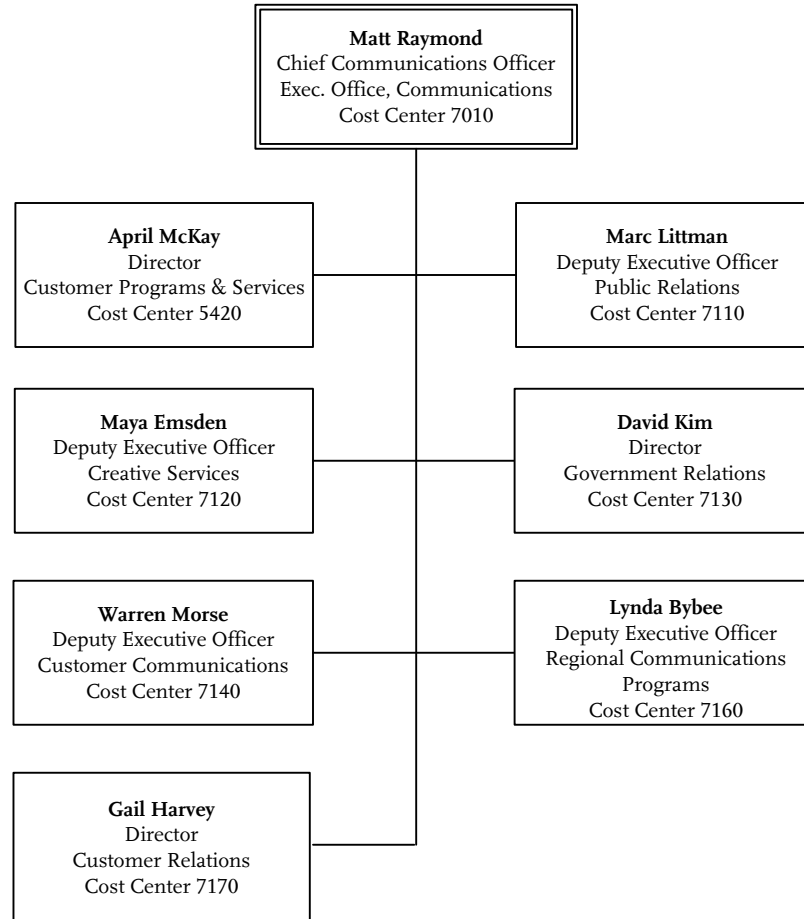 Matt Raymond
Chief Communications Officer
Exec. Office, Communications
Cost Center 7010
April McKay
Director
Customer Programs & Services
Cost Center 5420
Marc Littman
Deputy Executive Officer
Public Relations
Cost Center 7110
Maya Emsden
Deputy Executive Officer
Creative Services
Cost Center 7120
David Kim
Director
Government Relations
Cost Center 7130
Warren Morse
Deputy Executive Officer
Customer Communications
Cost Center 7140
Lynda Bybee
Deputy Executive Officer
Regional Communications
Programs
Cost Center 7160
Gail Harvey
Director
Customer Relations
Cost Center 7170